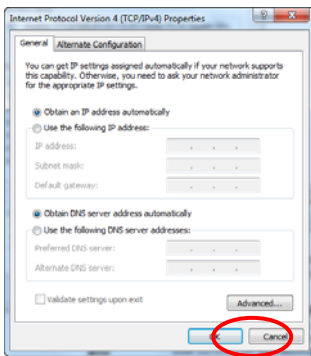 Internet Protocol Version 4 (TCP/IPv4) Properties
General Alternate Configuration
You can get IP settings assigned automatically if your network supports
this capability. Otherwise, you need to ask your network administrator
for the appropriate IP settings.
Obtain an IP address automatically
Use the following IP address:
IP address:
Subnet mask:
Default gateway:
Obtain DNS server address automatically
Use the following DNS server addresses:
Preferred DNS server:
Alternate DNS server:
Validate settings upon exit
Advanced...
OK Cancel